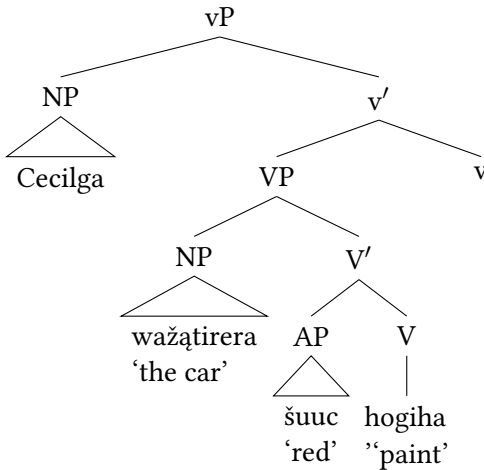 vP
NP v′
Cecilga VP v
NP V′
wažątirera AP V
‘the car’
šuuc hogiha
‘red’ ’‘paint’